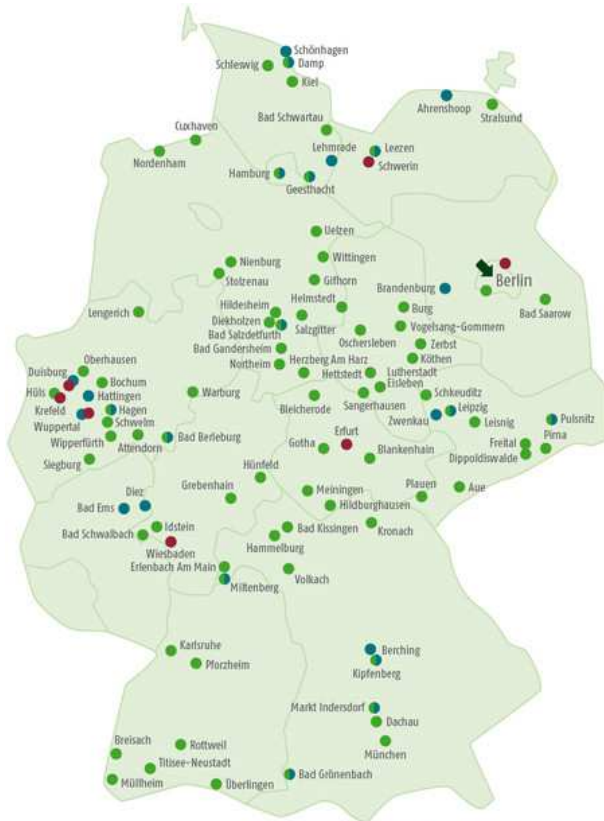 Schönhagen
Schleswig
Damp
Kiel
Ahrenshoop
Stralsund
Bad Schwartau
Cuxhaven
Lehmrade
Leezen
Nordenham
Schwerin
Hamburg
Geesthacht
Uelzen
Wittingen
Nienburg
Stolzenau
Gifhorn
Brandenburg
Berlin
Bad Saarow
Helmstedt
Hildesheim
Burg
Lengerich
Diekholzen
Salzgitter
Vogelsang-Gommern
Bad Salzdetfurth
Oschersleben
Zerbst
Bad Gandersheim
Köthen
Oberhausen
Northeim
Herzberg Am Harz
Duisburg
Hettstedt
Lutherstadt
Eisleben
Bochum
Hüls
Hattingen
Warburg
Bleicherode
Sangerhausen
Schkeuditz
Krefeld
Hagen
Zwenkau
Leipzig
Pulsnitz
Wuppertal
Schwelm
Leisnig
Wipperfürth
Attendorn
Bad Berleburg
Erfurt
Freital
Pirna
Gotha
Blankenhain
Dippoldiswalde
Siegburg
Hünfeld
Grebenhain
Meiningen
Plauen
Aue
Diez
Bad Ems
Hildburghausen
Idstein
Bad Kissingen
Kronach
Bad Schwalbach
Hammelburg
Wiesbaden
Erlenbach Am Main
Volkach
Miltenberg
Karlsruhe
Berching
Pforzheim
Kipfenberg
Markt Indersdorf
Dachau
Breisach
Rottweil
München
Titisee-Neustadt
Müllheim
Überlingen
Bad Grönenbach